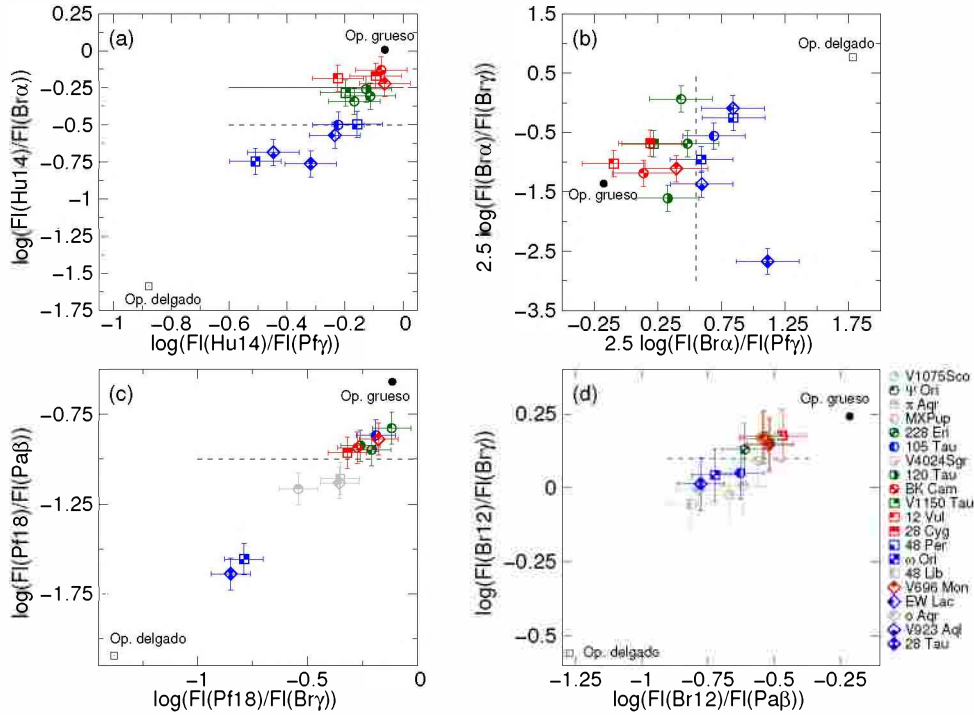 (a)
Op. grueso
0.25
0
−0.25
−0.5
−0.75
−1
−1.25
−1.5
−1.75
log(Fl(Hu14)/Fl(Brα))
Op. delgado
−1 −0.8 −0.6 −0.4 −0.2 0
log(Fl(Hu14)/Fl(Pfγ))
(b)
Op. delgado
1.5
0.5
−0.5
−1.5
−2.5
−3.5
2.5 log(Fl(Brα)/Fl(Brγ))
Op. grueso
−0.25 0.25 0.75 1.25 1.75
2.5 log(Fl(Brα)/Fl(Pfγ))
(c)
Op. grueso
−0.75
−1.25
−1.75
log(Fl(Pf18)/Fl(Paβ))
Op. delgado
−1 −0.5 0
log(Fl(Pf18)/Fl(Brγ))
(d)
Op. grueso
0.25
0
−0.25
−0.5
log(Fl(Br12)/Fl(Brγ))
Op. delgado
−1.25 −1 −0.75 −0.5 −0.25
log(Fl(Br12)/Fl(Paβ))
V1075Sco
Ψ Ori
π Aqr
MXPup
228 Eri
105 Tau
V4024Sgr
120 Tau
BK Cam
V1150 Tau
12 Vul
28 Cyg
48 Per
ω Ori
48 Lib
V696 Mon
EW Lac
o Aqr
V923 Aql
28 Tau